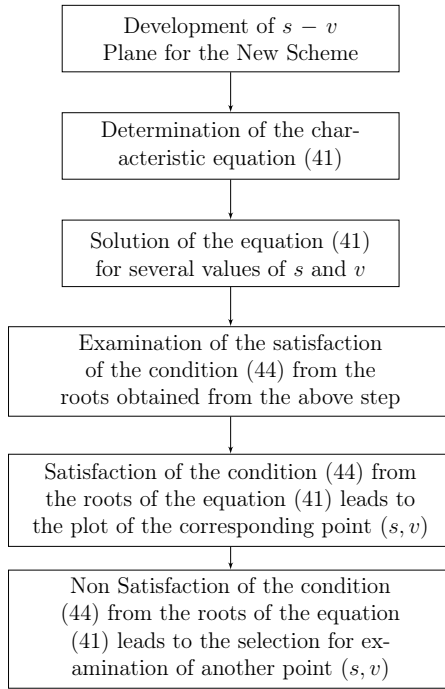 Development of s − v
Plane for the New Scheme
Determination of the char-
acteristic equation (41)
Solution of the equation (41)
for several values of s and v
Examination of the satisfaction
of the condition (44) from the
roots obtained from the above step
Satisfaction of the condition (44) from
the roots of the equation (41) leads to
the plot of the corresponding point (s, v)
Non Satisfaction of the condition
(44) from the roots of the equation
(41) leads to the selection for ex-
amination of another point (s, v)